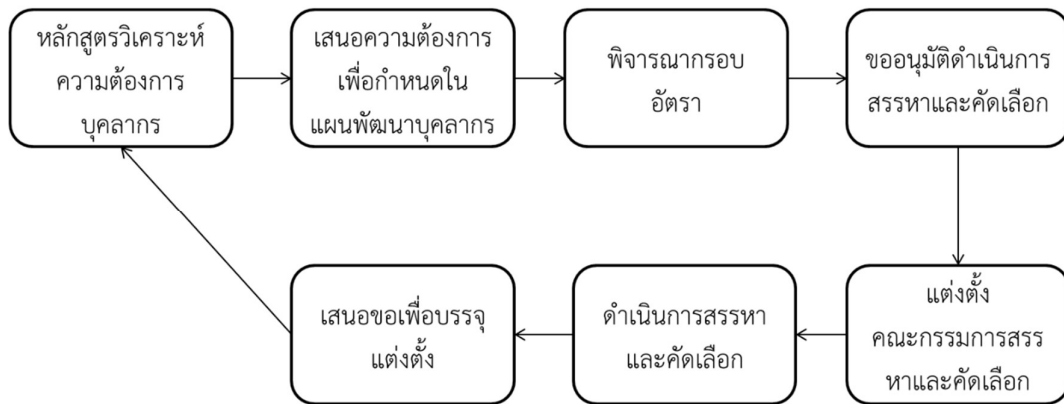 หลักสูตรวิเคราะห์
ความต้องการ
บุคลากร
เสนอความต้องการ
เพื่อกำหนดใน
แผนพัฒนาบุคลากร
พิจารณากรอบ
อัตรา
ขออนุมัติดำเนินการ
สรรหาและคัดเลือก
แต่งตั้ง
คณะกรรมการสรร
หาและคัดเลือก
ดำเนินการสรรหา
และคัดเลือก
เสนอขอเพื่อบรรจุ
แต่งตั้ง